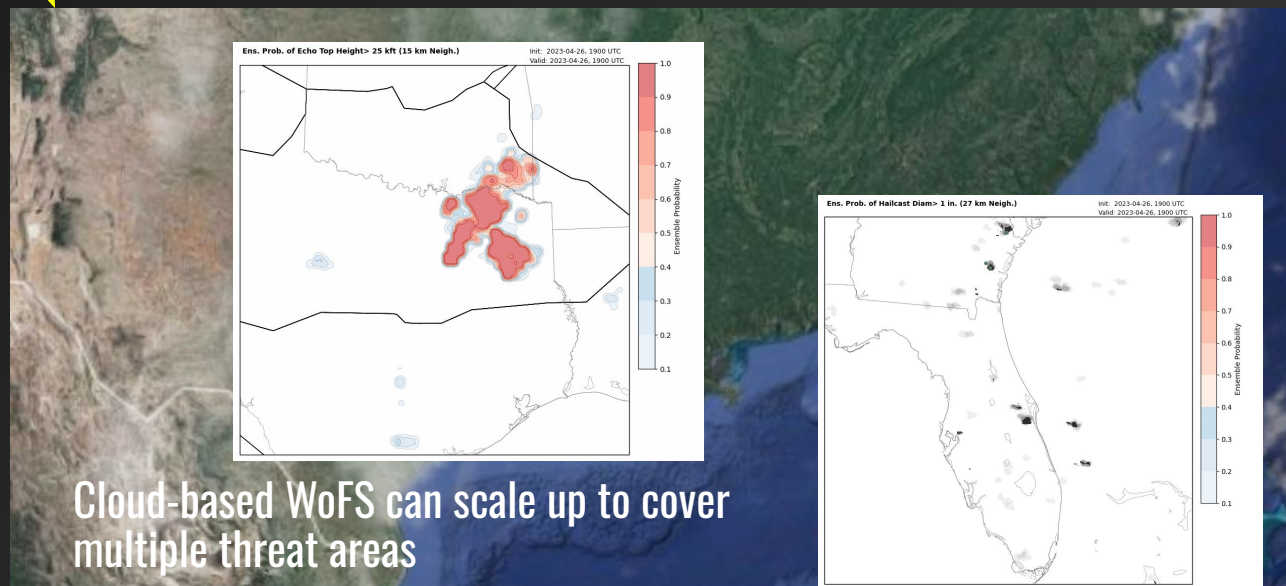 Ens. Prob. of Echo Top Height> 25 kft (15 km Neigh.)
Init: 2023-04-26, 1900 UTC
Valid: 2023-04-26, 1900 UTC
1.0
0.9
0.8
0.7
0.6
0.5
0.4
0.3
0.2
0.1
Ensemble Probability
Ens. Prob. of Hailcast Diam> 1 in. (27 km Neigh.)
Init: 2023-04-26, 1900 UTC
Valid: 2023-04-26, 1900 UTC
1.0
0.9
0.8
0.7
0.6
0.5
0.4
0.3
0.2
0.1
Ensemble Probability
Cloud-based WoFS can scale up to cover
multiple threat areas